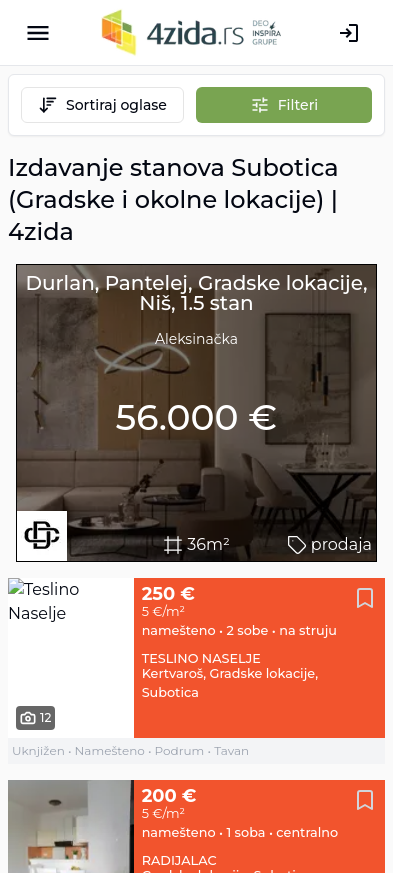 4zida.rs
DEO
INSPIRA
GRUPE
Sortiraj oglase
Filteri
Izdavanje stanova Subotica
(Gradske i okolne lokacije) |
4zida
Durlan, Pantelej, Gradske lokacije,
Niš, 1.5 stan
Aleksinačka
56.000 €
36m²
prodaja
Teslino
Naselje
12
250 €
5 €/m²
namešteno • 2 sobe • na struju
TESLINO NASELJE
Kertvaroš, Gradske lokacije,
Subotica
Uknjižen • Namešteno • Podrum • Tavan
200 €
5 €/m²
namešteno • 1 soba • centralno
RADIJALAC